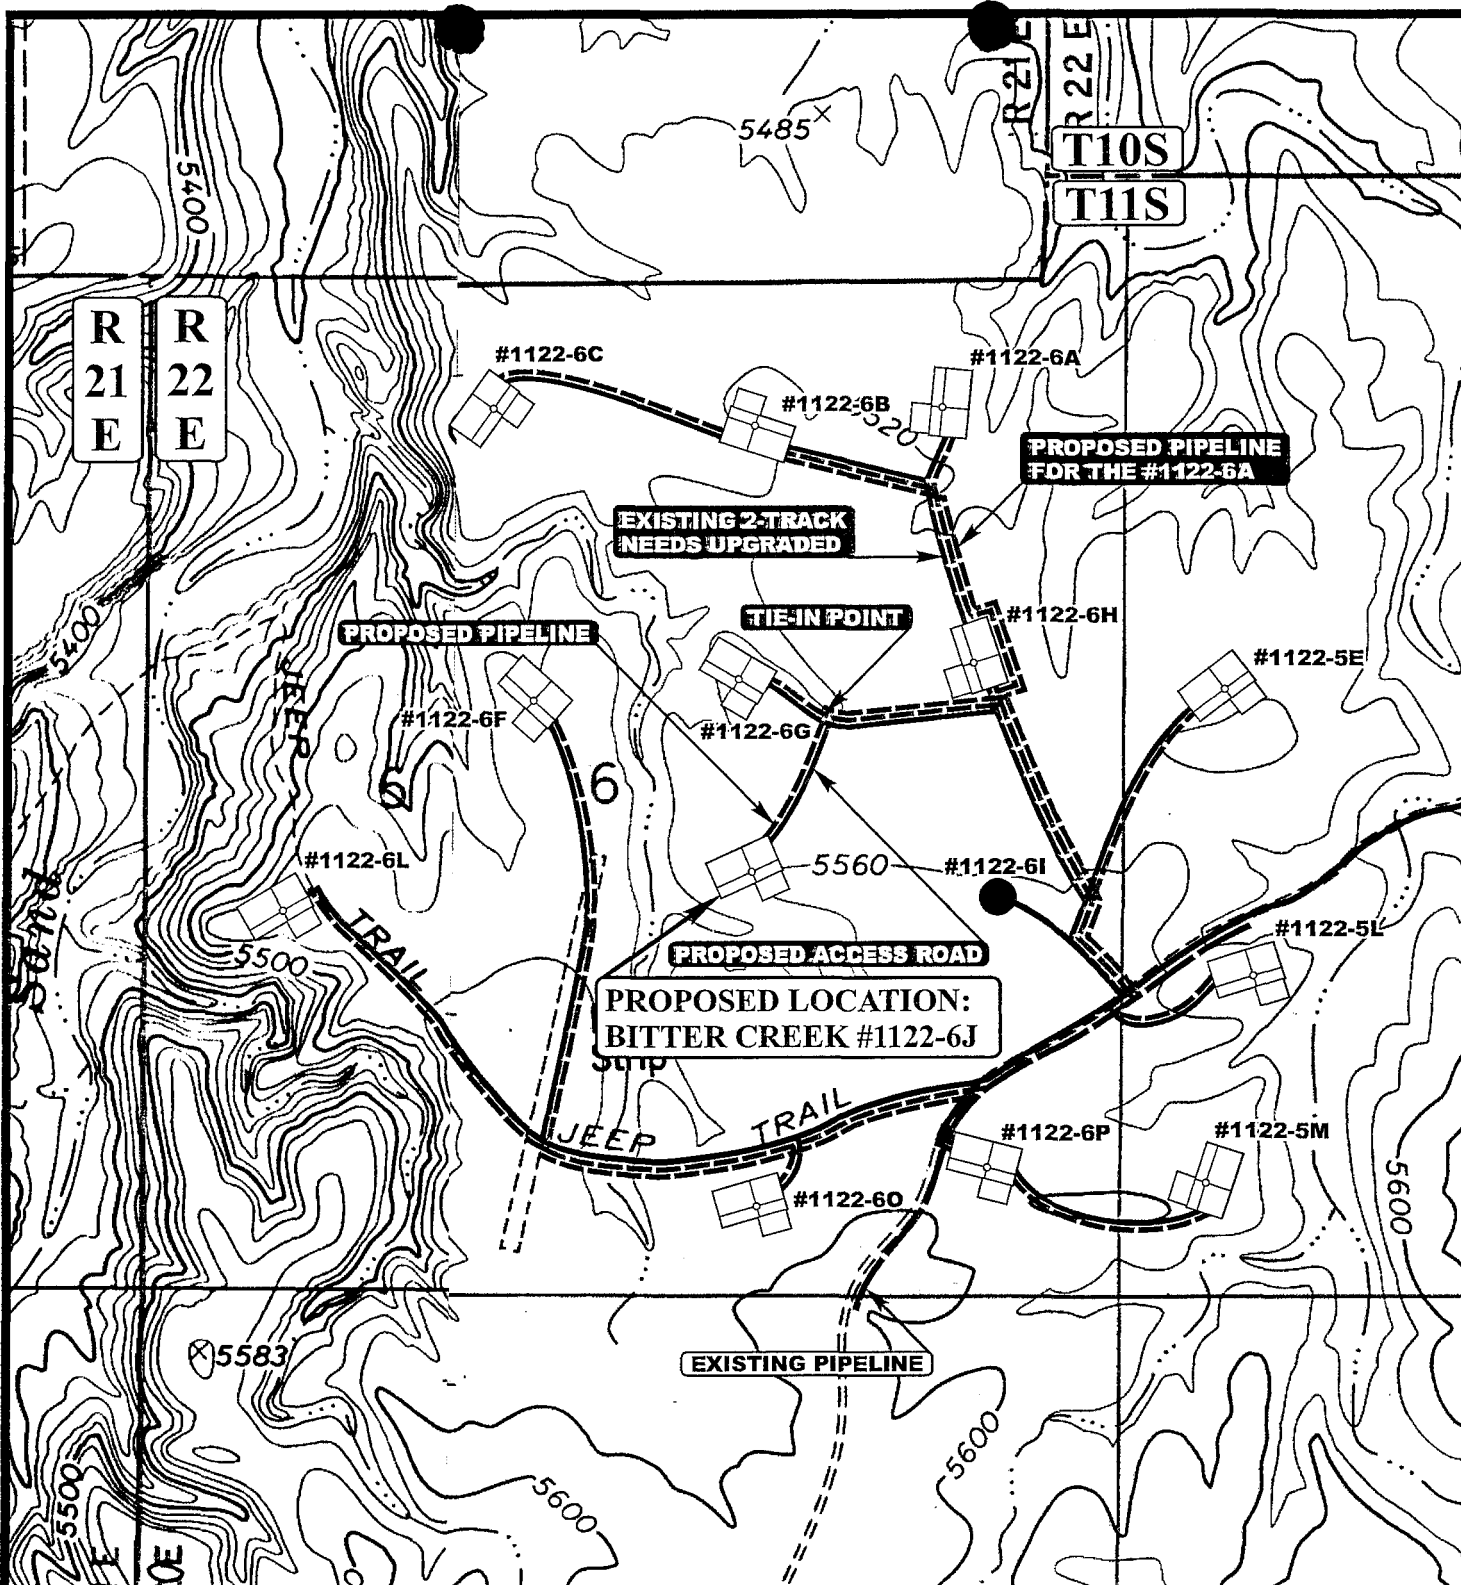 R 21 E
R 22 E
5485
T10S
T11S
5400
R
21
E
R
22
E
#1122-6C
#1122-6A
#1122-6B
5520
PROPOSED PIPELINE
FOR THE #1122-6A
EXISTING 2-TRACK
NEEDS UPGRADED
5400
PROPOSED PIPELINE
TIE-IN POINT
#1122-6H
#1122-5E
JEEP
#1122-6F
#1122-6G
6
#1122-6L
5560
#1122-6I
Sand
TRAIL
5500
#1122-5L
PROPOSED ACCESS ROAD
PROPOSED LOCATION:
BITTER CREEK #1122-6J
Strip
JEEP
TRAIL
#1122-6P
#1122-5M
#1122-6O
5600
5583
EXISTING PIPELINE
5600
5600
5500
E